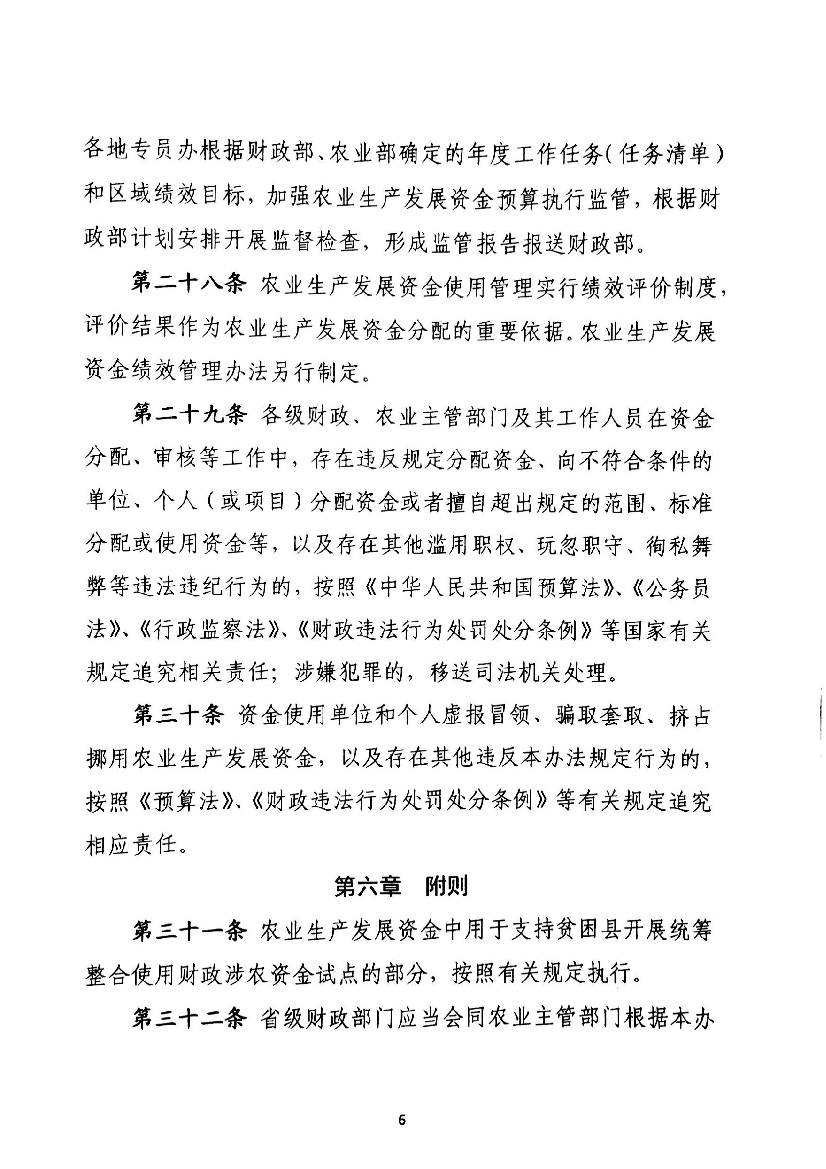 各地专员办根据财政部、农业部确定的年度工作任务(任务清单)
和区域绩效目标，加强农业生产发展资金预算执行监管，根据财
政部计划安排开展监督检查，形成监管报告报送财政部。
第二十八条 农业生产发展资金使用管理实行绩效评价制度，
评价结果作为农业生产发展资金分配的重要依据。农业生产发展
资金绩效管理办法另行制定。
第二十九条 各级财政、农业主管部门及其工作人员在资金
分配、审核等工作中，存在违反规定分配资金、向不符合条件的
单位、个人（或项目）分配资金或者擅自超出规定的范围、标准
分配或使用资金等，以及存在其他滥用职权、玩忽职守、徇私舞
弊等违法违纪行为的，按照《中华人民共和国预算法》、《公务员
法》、《行政监察法》、《财政违法行为处罚处分条例》等国家有关
规定追究相关责任；涉嫌犯罪的，移送司法机关处理。
第三十条 资金使用单位和个人虚报冒领、骗取套取、挤占
挪用农业生产发展资金，以及存在其他违反本办法规定行为的，
按照《预算法》、《财政违法行为处罚处分条例》等有关规定追究
相应责任。
第六章 附则
第三十一条 农业生产发展资金中用于支持贫困县开展统筹
整合使用财政涉农资金试点的部分，按照有关规定执行。
第三十二条 省级财政部门应当会同农业主管部门根据本办
6